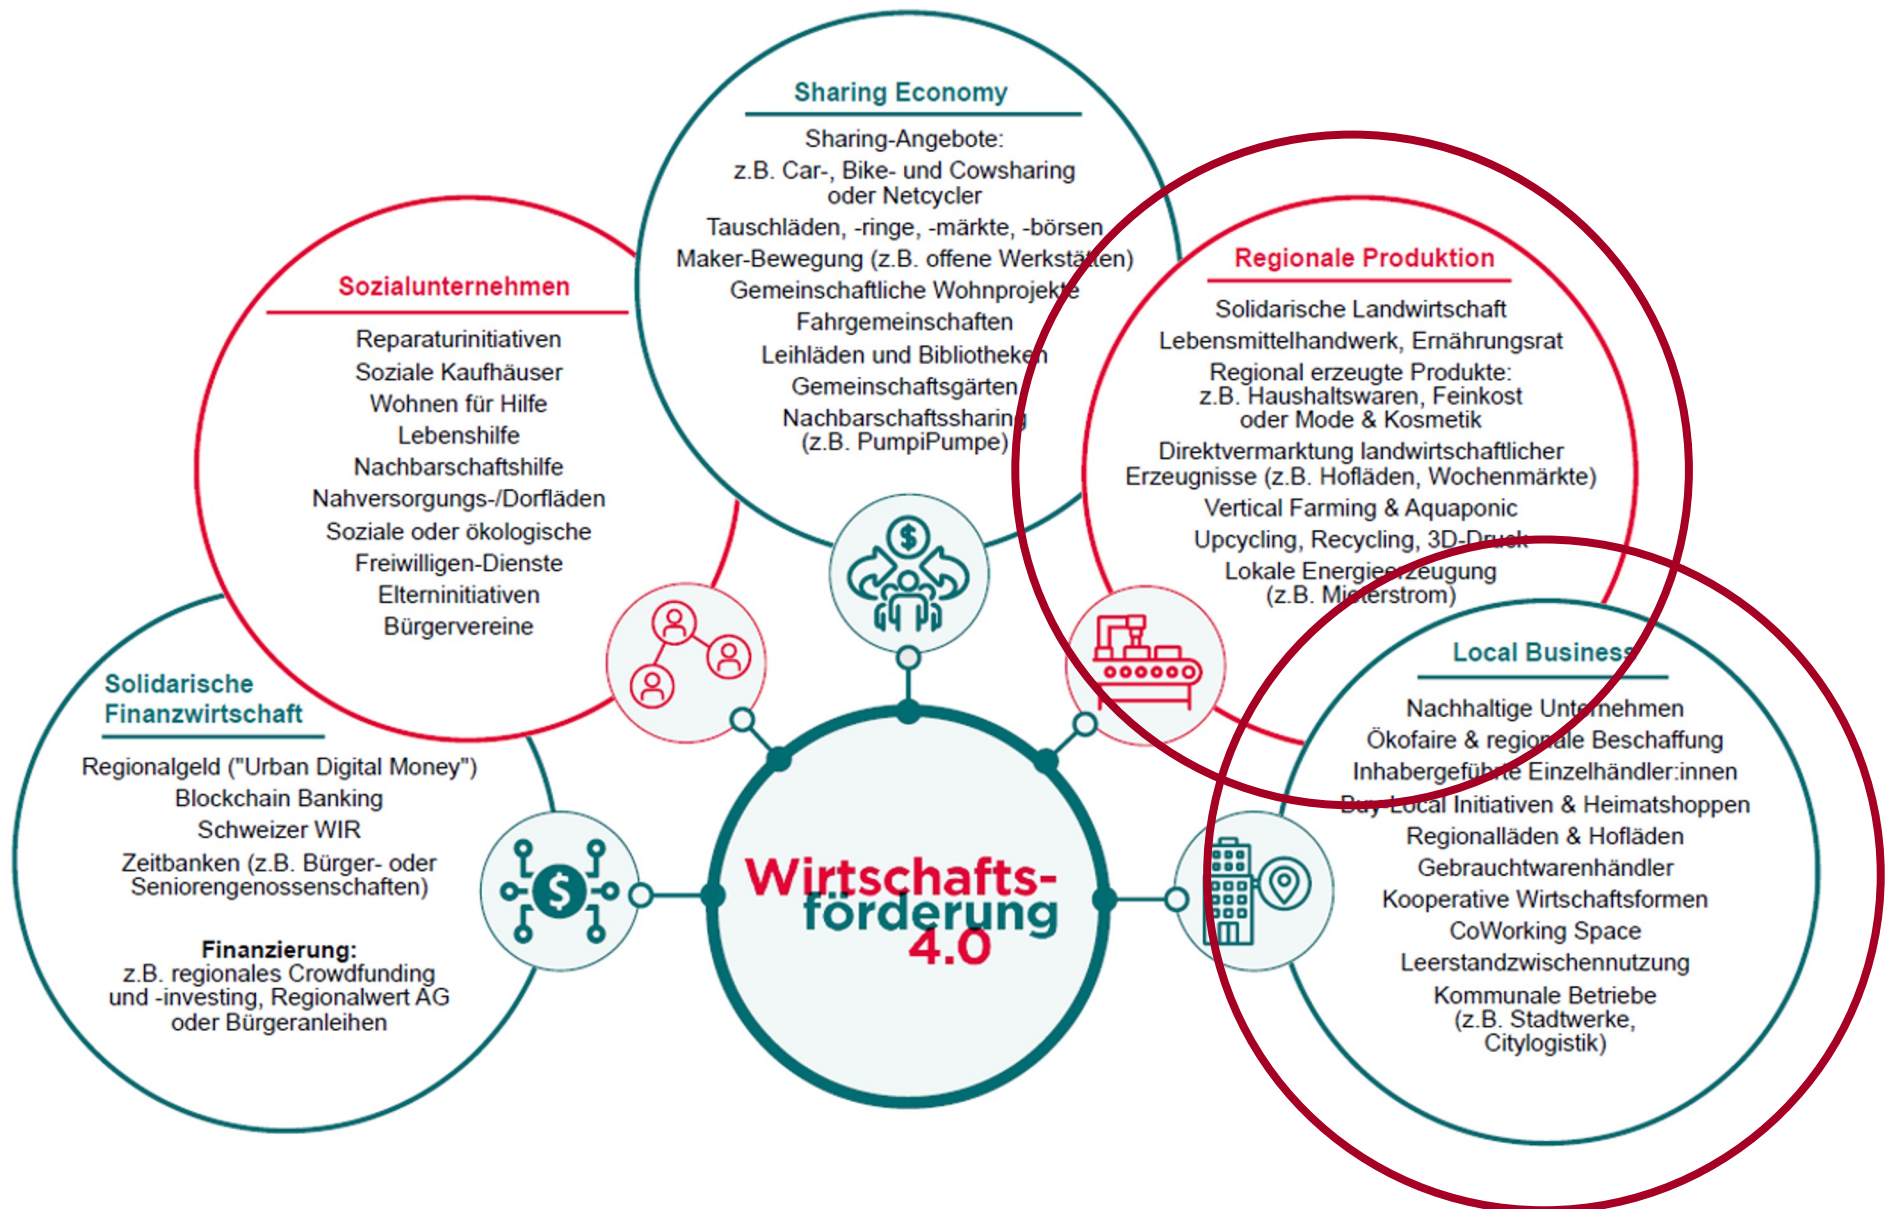 Sharing Economy
Sharing-Angebote:
z.B. Car-, Bike- und Cowsharing
oder Netcycler
Tauschläden, -ringe, -märkte, -börsen
Maker-Bewegung (z.B. offene Werkstätten)
Gemeinschaftliche Wohnprojekte
Fahrgemeinschaften
Leihläden und Bibliotheken
Gemeinschaftsgärten
Nachbarschaftssharing
(z.B. PumpiPumpe)
Sozialunternehmen
Reparaturinitiativen
Soziale Kaufhäuser
Wohnen für Hilfe
Lebenshilfe
Nachbarschaftshilfe
Nahversorgungs-/Dorfläden
Soziale oder ökologische
Freiwilligen-Dienste
Elterninitiativen
Bürgervereine
Regionale Produktion
Solidarische Landwirtschaft
Lebensmittelhandwerk, Ernährungsrat
Regional erzeugte Produkte:
z.B. Haushaltswaren, Feinkost
oder Mode & Kosmetik
Direktvermarktung landwirtschaftlicher
Erzeugnisse (z.B. Hofläden, Wochenmärkte)
Vertical Farming & Aquaponic
Upcycling, Recycling, 3D-Druck
Lokale Energieerzeugung
(z.B. Mieterstrom)
Solidarische
Finanzwirtschaft
Regionalgeld ("Urban Digital Money")
Blockchain Banking
Schweizer WIR
Zeitbanken (z.B. Bürger- oder
Seniorengenossenschaften)
Finanzierung:
z.B. regionales Crowdfunding
und -investing, Regionalwert AG
oder Bürgeranleihen
Wirtschafts-
förderung
4.0
Local Business
Nachhaltige Unternehmen
Ökofaire & regionale Beschaffung
Inhabergeführte Einzelhändler:innen
Buy-Local Initiativen & Heimatshoppen
Regionalläden & Hofläden
Gebrauchtwarenhändler
Kooperative Wirtschaftsformen
CoWorking Space
Leerstandzwischennutzung
Kommunale Betriebe
(z.B. Stadtwerke,
Citylogistik)
$
$